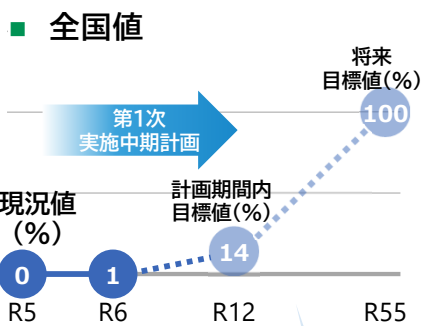 ■ 全国値
将来
目標値(%)
100
第1次
実施中期計画
計画期間内
目標値(%)
現況値
(%)
14
0
1
R5
R6
R12
R55